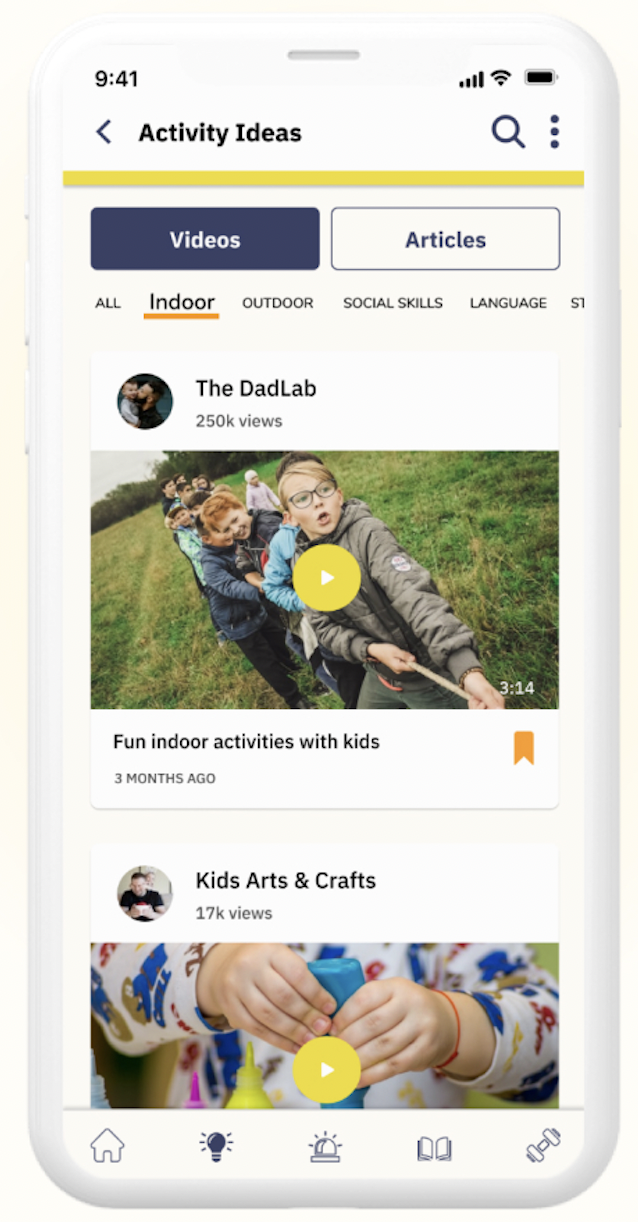 9:41
Activity Ideas
Videos Articles
ALL Indoor OUTDOOR SOCIAL SKILLS LANGUAGE ST
The DadLab
250k views
3:14
Fun indoor activities with kids
3 MONTHS AGO
Kids Arts & Crafts
17k views